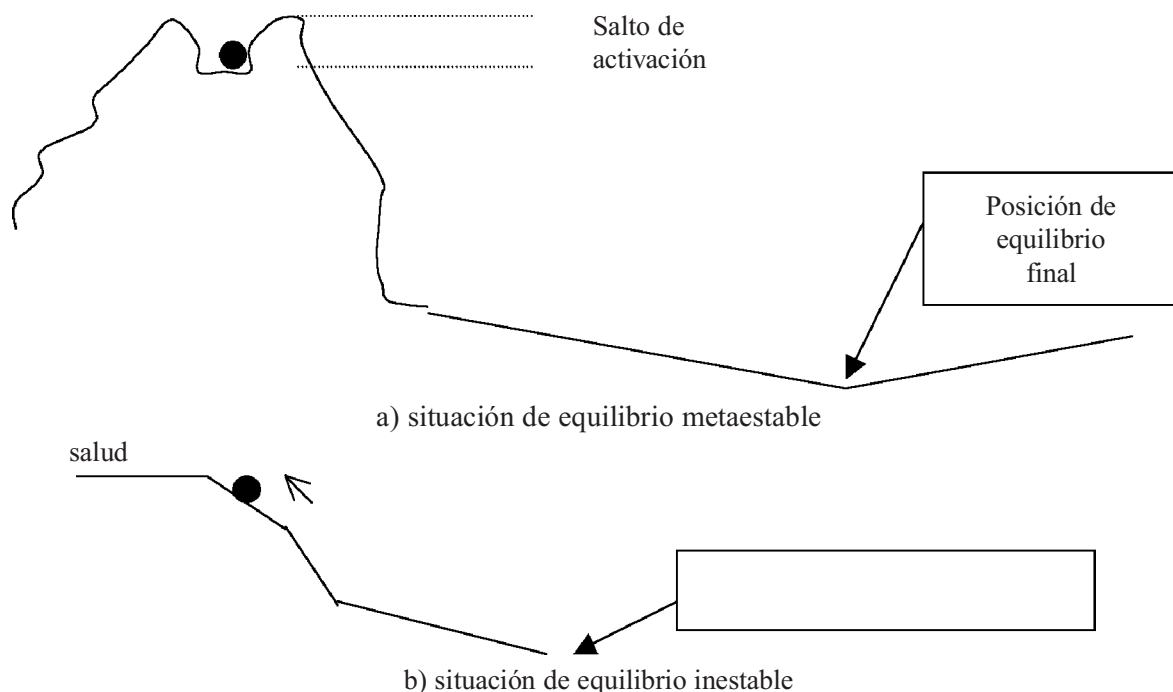 Salto de
activación
Posición de
equilibrio
final
a) situación de equilibrio metaestable
salud
b) situación de equilibrio inestable